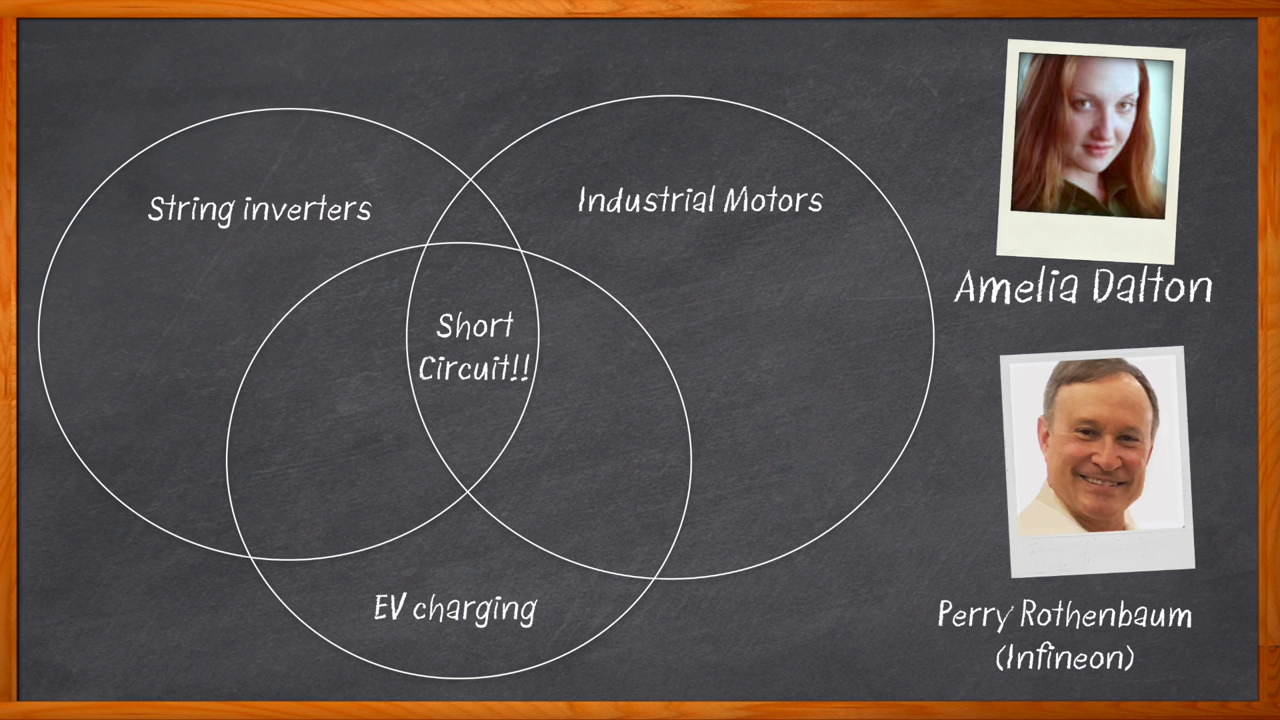 String inverters
Industrial Motors
Short
Circuit!!
EV charging
Amelia Dalton
Perry Rothenbaum
(Infineon)